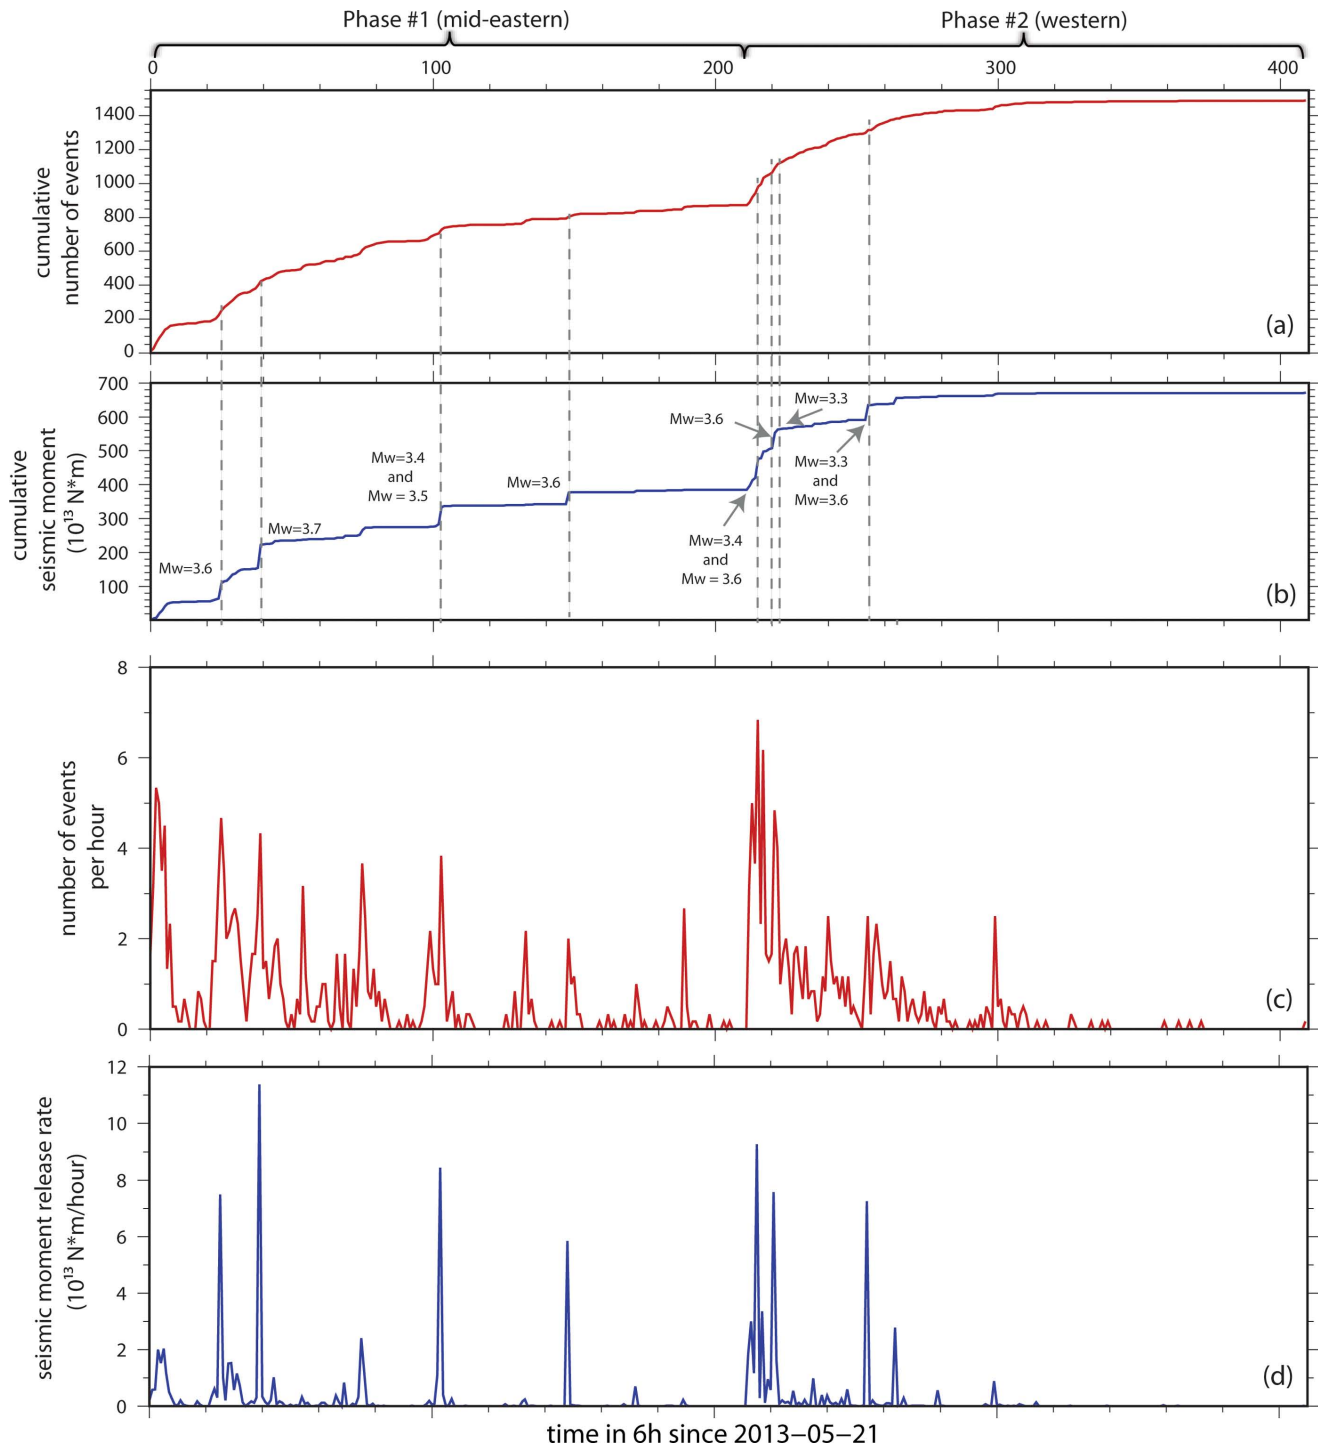 Phase #1 (mid-eastern)
Phase #2 (western)
0 100 200 300 400
cumulative
number of events
1400
1200
1000
800
600
400
200
0
(a)
cumulative
seismic moment
(10¹³ N*m)
700
600
500
400
300
200
100
Mw=3.6
Mw=3.7
Mw=3.4
and
Mw = 3.5
Mw=3.6
Mw=3.6
Mw=3.3
Mw=3.4
and
Mw = 3.6
Mw=3.3
and
Mw=3.6
(b)
number of events
per hour
8
6
4
2
0
(c)
seismic moment release rate
(10¹³ N*m/hour)
12
10
8
6
4
2
0
(d)
time in 6h since 2013−05−21